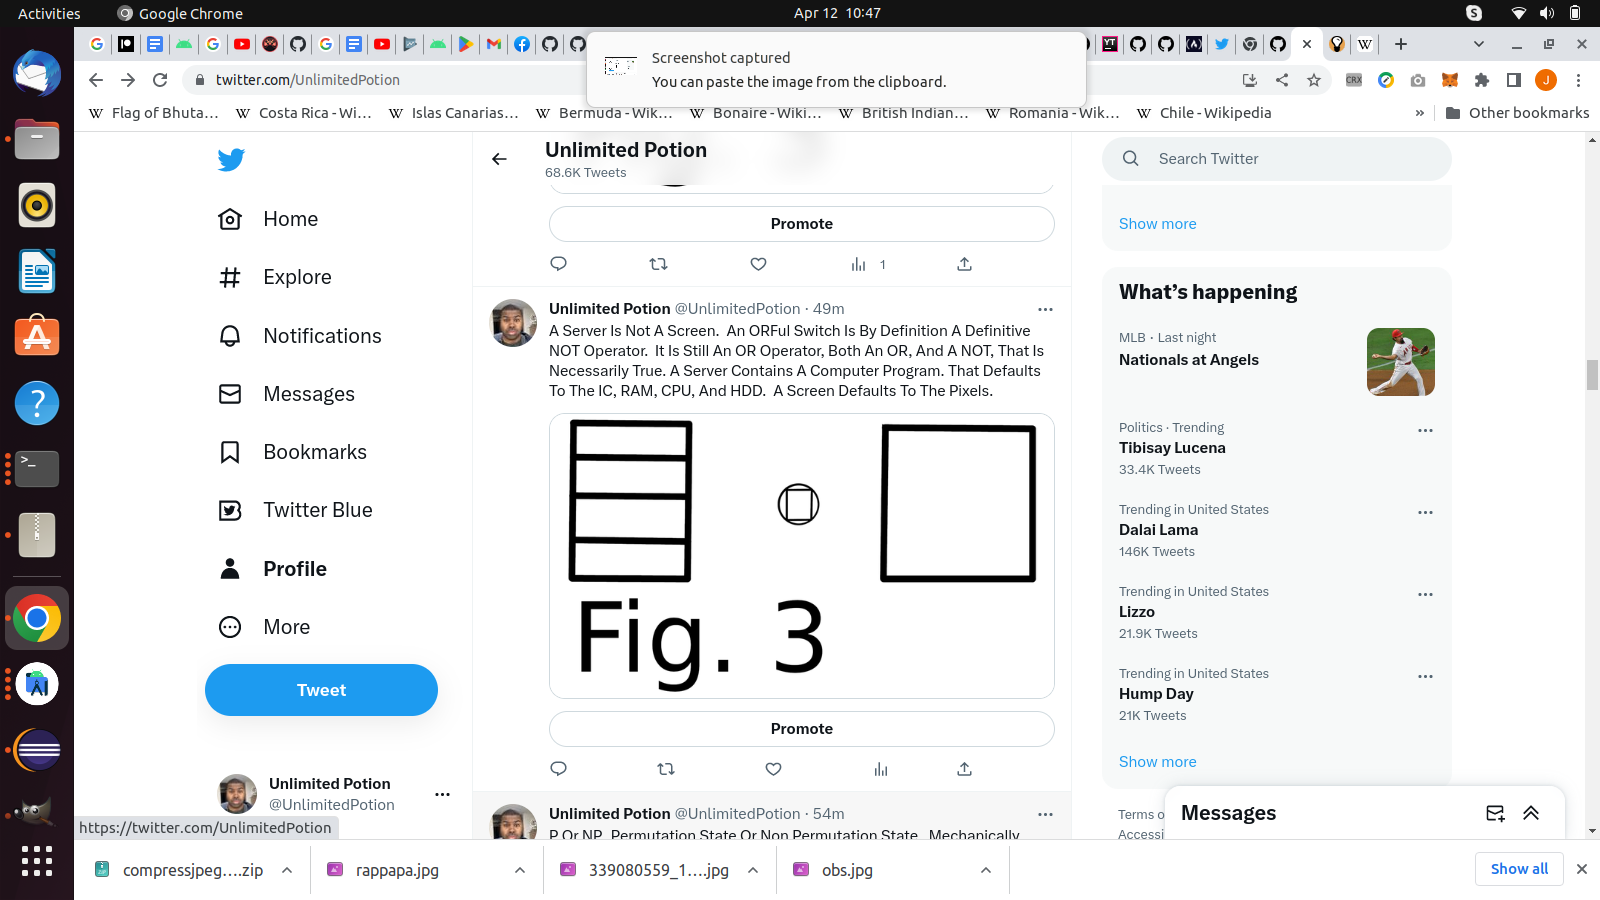 Activities
Google Chrome
Apr 12 10:47
Screenshot captured
You can paste the image from the clipboard.
twitter.com/UnlimitedPotion
CRX
J
Flag of Bhuta...
Costa Rica - Wi...
Islas Canarias...
Bermuda - Wik...
Bonaire - Wiki...
British Indian...
Romania - Wik...
Chile - Wikipedia
»
Other bookmarks
Unlimited Potion
68.6K Tweets
Search Twitter
Home
Explore
Notifications
Messages
Bookmarks
Twitter Blue
Profile
More
Tweet
Unlimited Potion
@UnlimitedPotion
https://twitter.com/UnlimitedPotion
Promote
1
Unlimited Potion @UnlimitedPotion · 49m
A Server Is Not A Screen.  An ORFul Switch Is By Definition A Definitive
NOT Operator.  It Is Still An OR Operator, Both An OR, And A NOT, That Is
Necessarily True. A Server Contains A Computer Program. That Defaults
To The IC, RAM, CPU, And HDD.  A Screen Defaults To The Pixels.
Fig. 3
Promote
Unlimited Potion @UnlimitedPotion · 54m
P Or NP. Permutation State Or Non Permutation State. Mechanically
Show more
What's happening
MLB · Last night
Nationals at Angels
Politics · Trending
Tibisay Lucena
33.4K Tweets
Trending in United States
Dalai Lama
146K Tweets
Trending in United States
Lizzo
21.9K Tweets
Trending in United States
Hump Day
21K Tweets
Show more
Terms o
Accessi
Messages
compressjpeg....zip
rappapa.jpg
339080559_1....jpg
obs.jpg
Show all